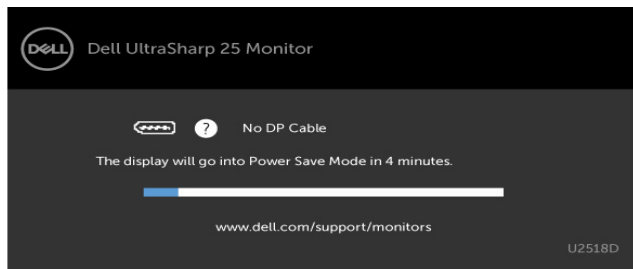 DELL Dell UltraSharp 25 Monitor
? No DP Cable
The display will go into Power Save Mode in 4 minutes.
www.dell.com/support/monitors
U2518D